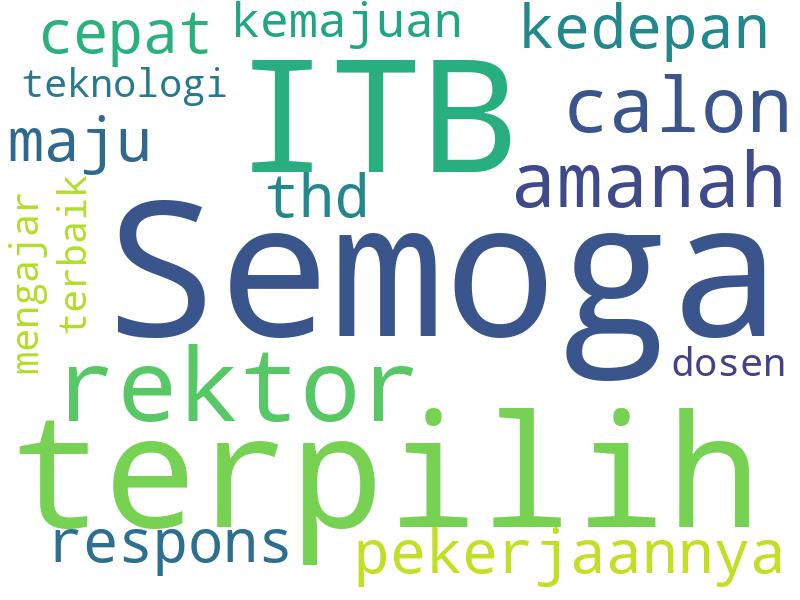 cepat
kemajuan
kedepan
teknologi
ITB
calon
maju
thd
amanah
mengajar
terbaik
Semoga
rektor
dosen
terpilih
respons
pekerjaannya